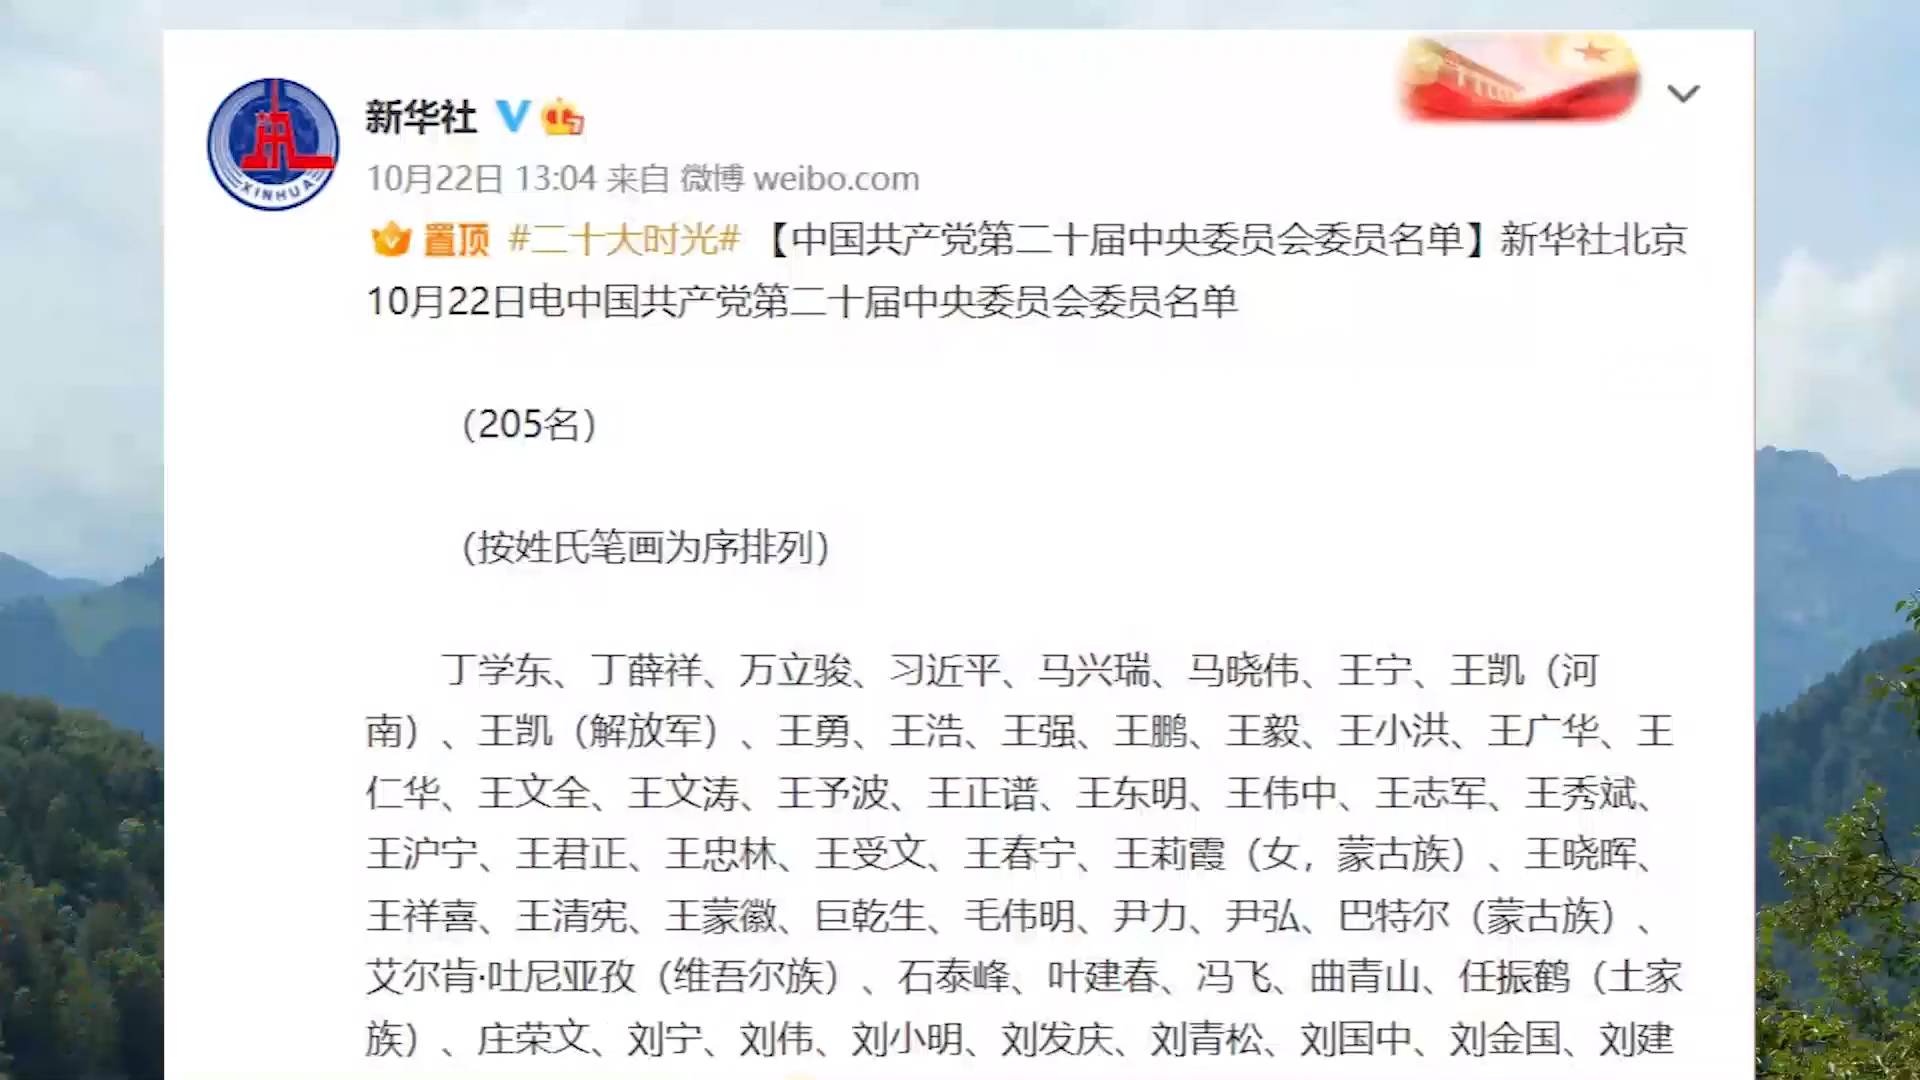 新华社
10月22日 13:04 来自 微博 weibo.com
置顶 #二十大时光# 【中国共产党第二十届中央委员会委员名单】新华社北京
10月22日电中国共产党第二十届中央委员会委员名单
（205名）
（按姓氏笔画为序排列）
丁学东、丁薛祥、万立骏、习近平、马兴瑞、马晓伟、王宁、王凯（河
南）、王凯（解放军）、王勇、王浩、王强、王鹏、王毅、王小洪、王广华、王
仁华、王文全、王文涛、王予波、王正谱、王东明、王伟中、王志军、王秀斌、
王沪宁、王君正、王忠林、王受文、王春宁、王莉霞（女，蒙古族）、王晓晖、
王祥喜、王清宪、王蒙徽、巨乾生、毛伟明、尹力、尹弘、巴特尔（蒙古族）、
艾尔肯·吐尼亚孜（维吾尔族）、石泰峰、叶建春、冯飞、曲青山、任振鹤（土家
族）、庄荣文、刘宁、刘伟、刘小明、刘发庆、刘青松、刘国中、刘金国、刘建
XINHUA